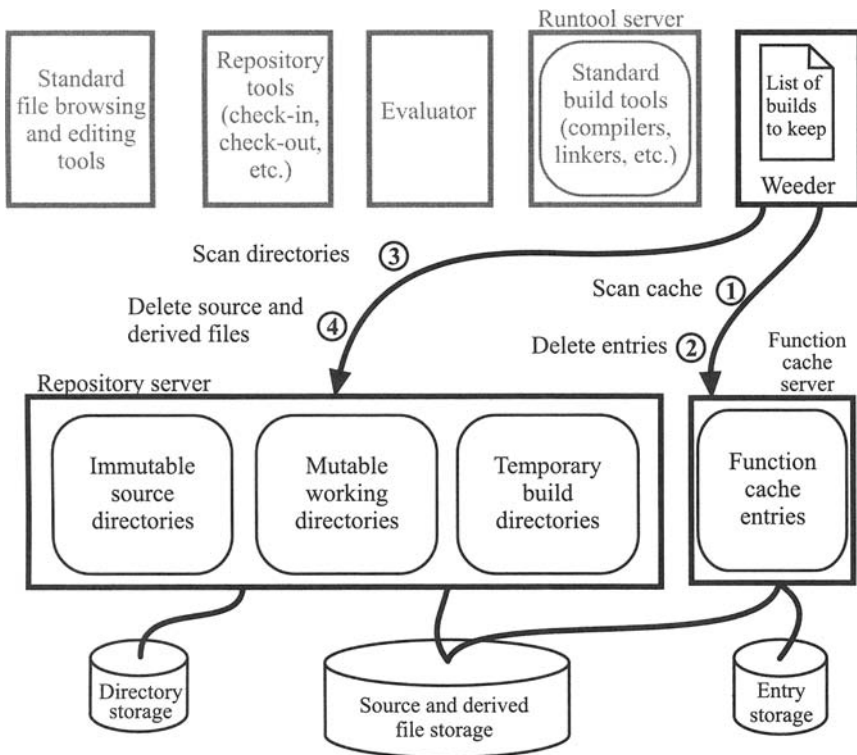 Runtool server
Standard
file browsing
and editing
tools
Repository
tools
(check-in,
check-out,
etc.)
Evaluator
Standard
build tools
(compilers,
linkers, etc.)
List of
builds
to keep
Weeder
Scan directories ③
Scan cache ①
Delete source and
derived files ④
Delete entries ②
Function
cache
server
Repository server
Immutable
source
directories
Mutable
working
directories
Temporary
build
directories
Function
cache
entries
Directory
storage
Source and derived
file storage
Entry
storage